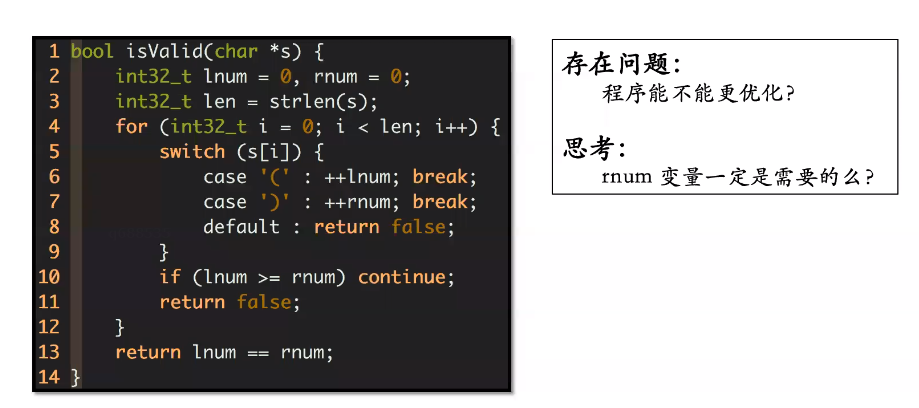 1 bool isValid(char *s) {
2     int32_t lnum = 0, rnum = 0;
3     int32_t len = strlen(s);
4     for (int32_t i = 0; i < len; i++) {
5         switch (s[i]) {
6             case '(' : ++lnum; break;
7             case ')' : ++rnum; break;
8             default : return false;
9         }
10         if (lnum >= rnum) continue;
11         return false;
12     }
13     return lnum == rnum;
14 }
存在问题：
程序能不能更优化？
思考：
rnum 变量一定是需要的么？